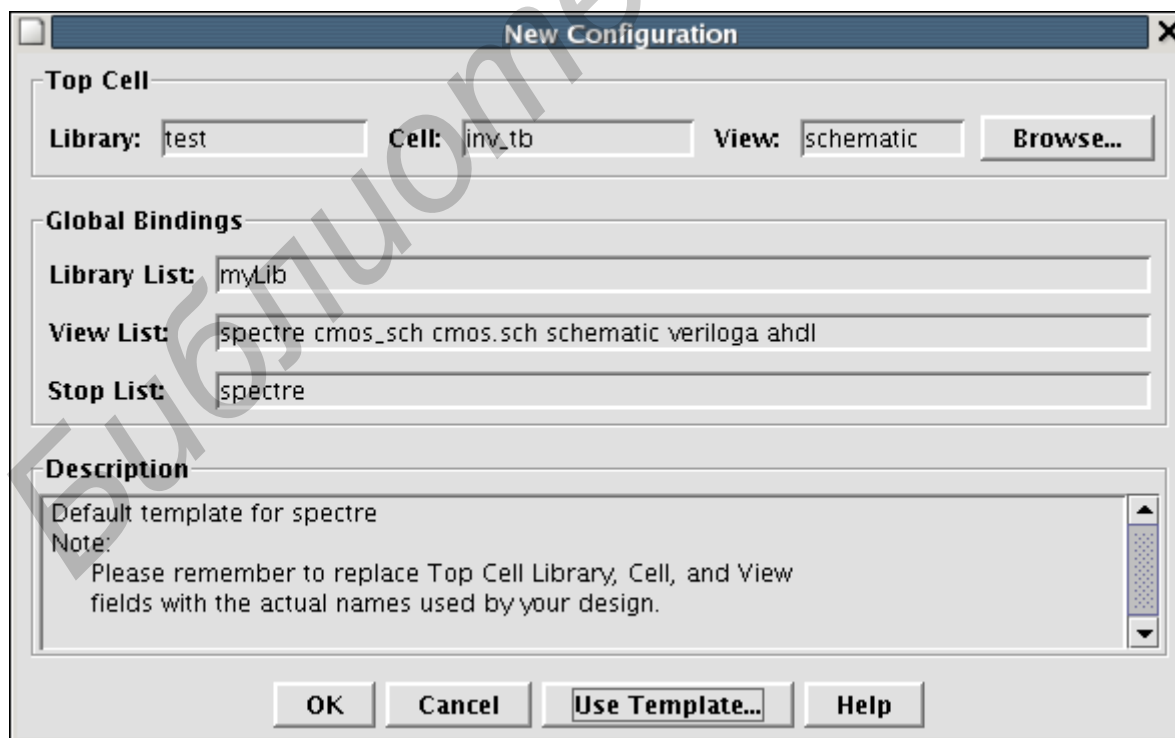 New Configuration
Top Cell
Library: test Cell: inv_tb View: schematic Browse...
Global Bindings
Library List: myLib
View List: spectre cmos_sch cmos.sch schematic veriloga ahdl
Stop List: spectre
Description
Default template for spectre
Note:
Please remember to replace Top Cell Library, Cell, and View
fields with the actual names used by your design.
OK Cancel Use Template... Help